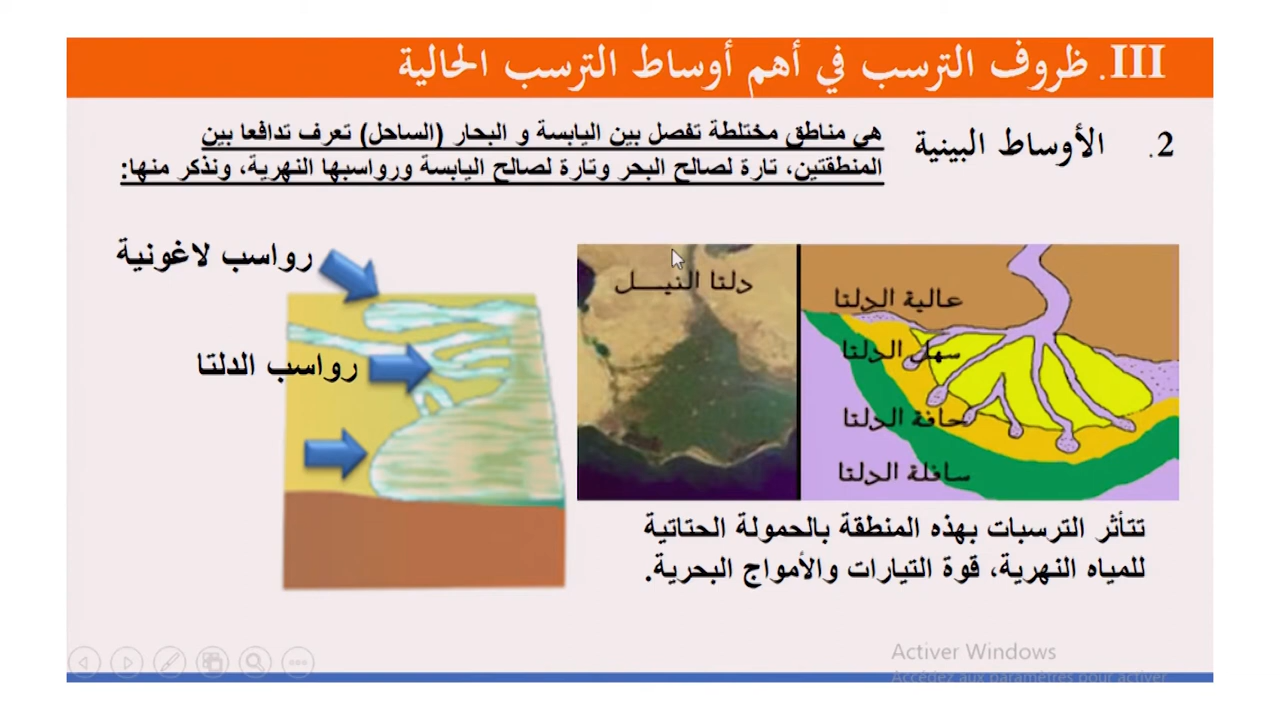 III. ظروف الترسب في أهم أوساط الترسب الحالية
2. الأوساط البينية
هي مناطق مختلطة تفصل بين اليابسة و البحار (الساحل) تعرف تدافعا بين
المنطقتين، تارة لصالح البحر وتارة لصالح اليابسة ورواسبها النهرية، ونذكر منها:
رواسب لاغونية
رواسب الدلتا
دلتا النيـــل
عالية الدلتا
سهل الدلتا
حافة الدلتا
سافلة الدلتا
تتأثر الترسبات بهذه المنطقة بالحمولة الحتاتية
للمياه النهرية، قوة التيارات والأمواج البحرية.
Activer Windows
Accédez aux paramètres pour activer